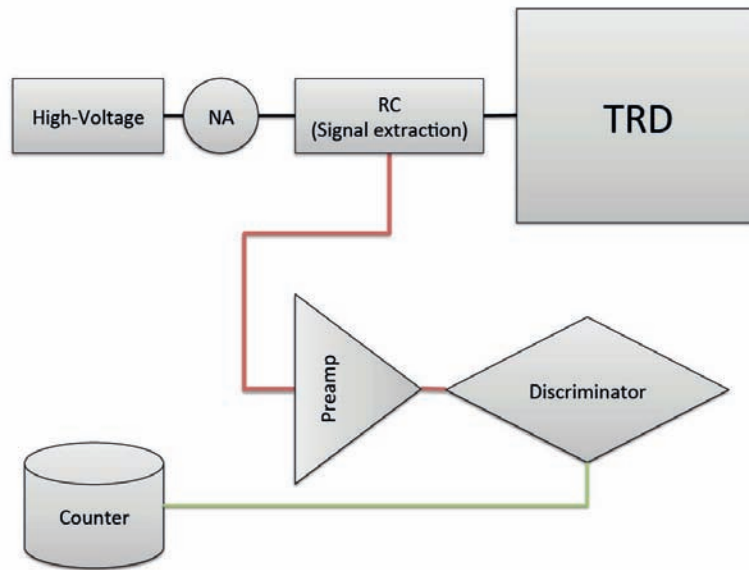 High-Voltage
NA
RC
(Signal extraction)
TRD
Preamp
Discriminator
Counter